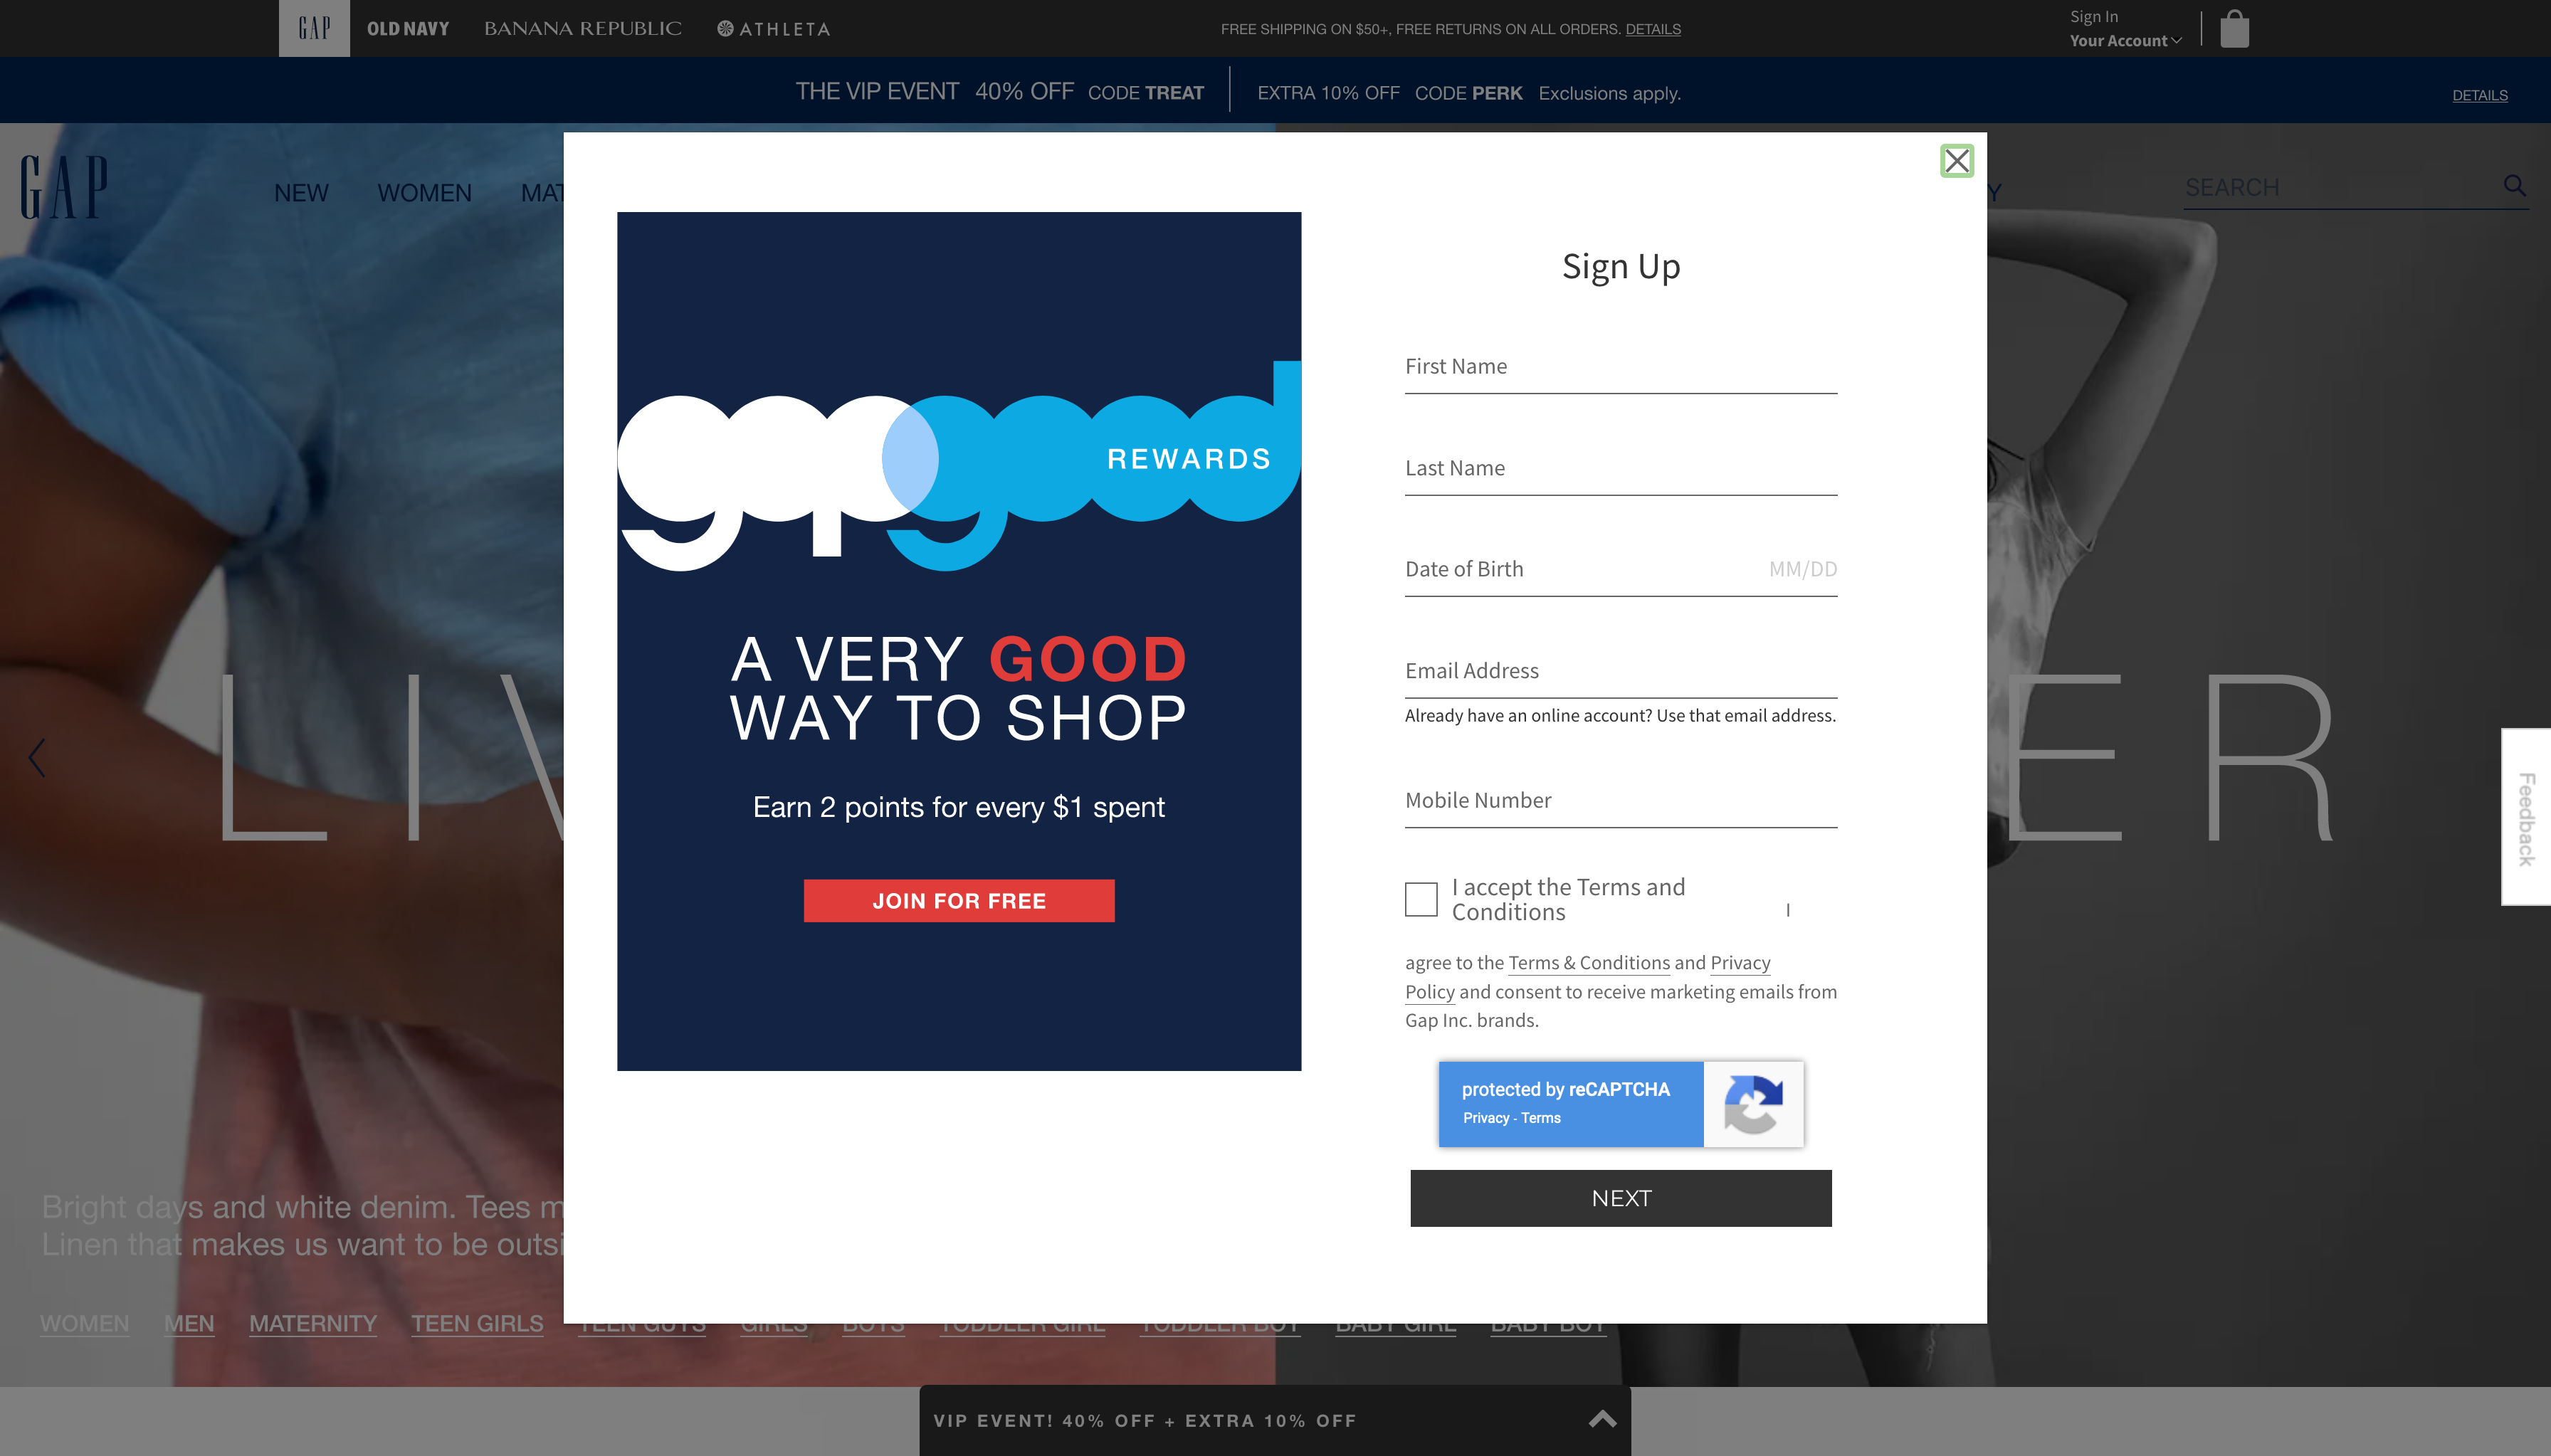 GAP
OLD NAVY
BANANA REPUBLIC
ATHLETA
FREE SHIPPING ON $50+, FREE RETURNS ON ALL ORDERS. DETAILS
Sign In
Your Account
THE VIP EVENT 40% OFF CODE TREAT
EXTRA 10% OFF CODE PERK Exclusions apply.
DETAILS
GAP
NEW
WOMEN
MAT
Y
SEARCH
LIV
ER
Feedback
gapgood
REWARDS
A VERY GOOD
WAY TO SHOP
Earn 2 points for every $1 spent
JOIN FOR FREE
Sign Up
First Name
Last Name
Date of Birth MM/DD
Email Address
Already have an online account? Use that email address.
Mobile Number
I accept the Terms and
Conditions I
agree to the Terms & Conditions and Privacy
Policy and consent to receive marketing emails from
Gap Inc. brands.
protected by reCAPTCHA
Privacy - Terms
NEXT
Bright days and white denim. Tees m
Linen that makes us want to be outsi
WOMEN MEN MATERNITY TEEN GIRLS TEEN GUYS GIRLS BOYS TODDLER GIRL TODDLER BOY BABY GIRL BABY BOY
VIP EVENT! 40% OFF + EXTRA 10% OFF